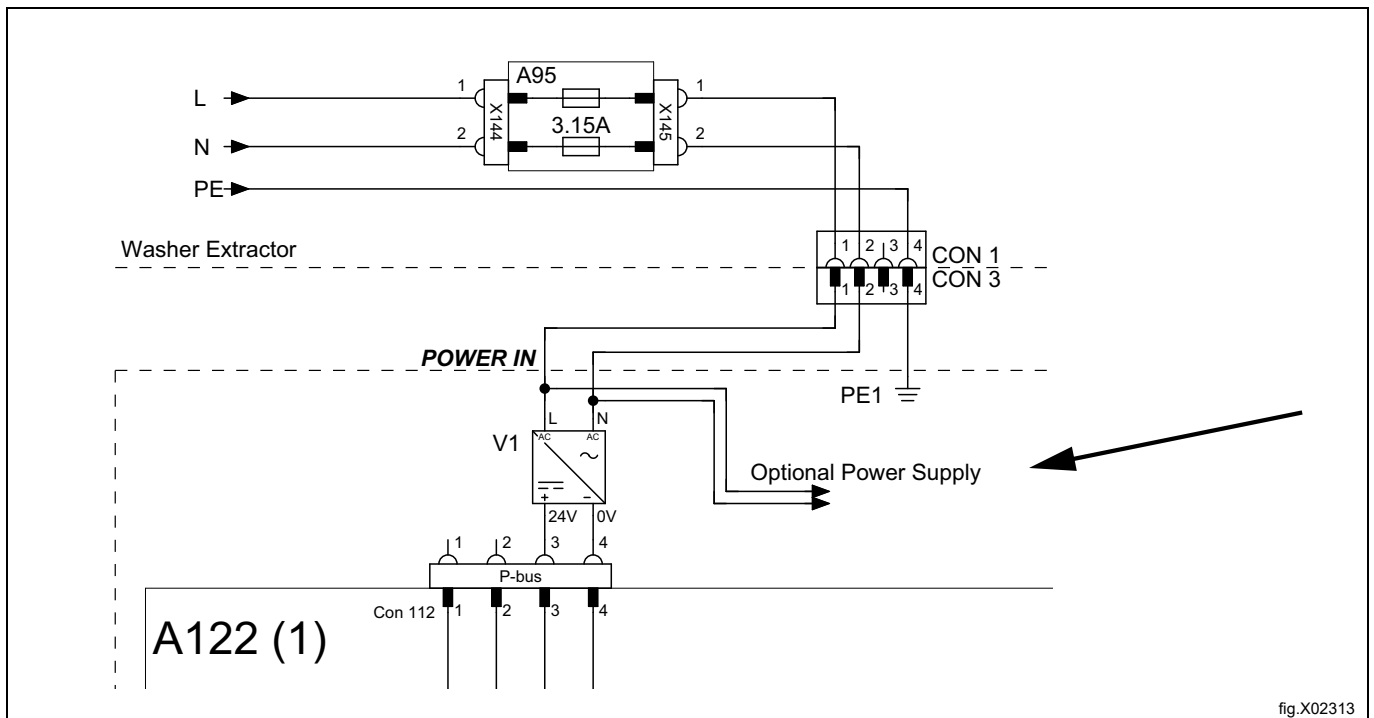 A95
L
1
X144
3.15A
X145
1
N
2
2
PE
Washer Extractor
1 2 3 4
CON 1
1 2 3 4
CON 3
POWER IN
PE1
L N
V1
AC AC
Optional Power Supply
+ -
24V 0V
1 2 3 4
P-bus
Con 112
1 2 3 4
A122 (1)
fig.X02313